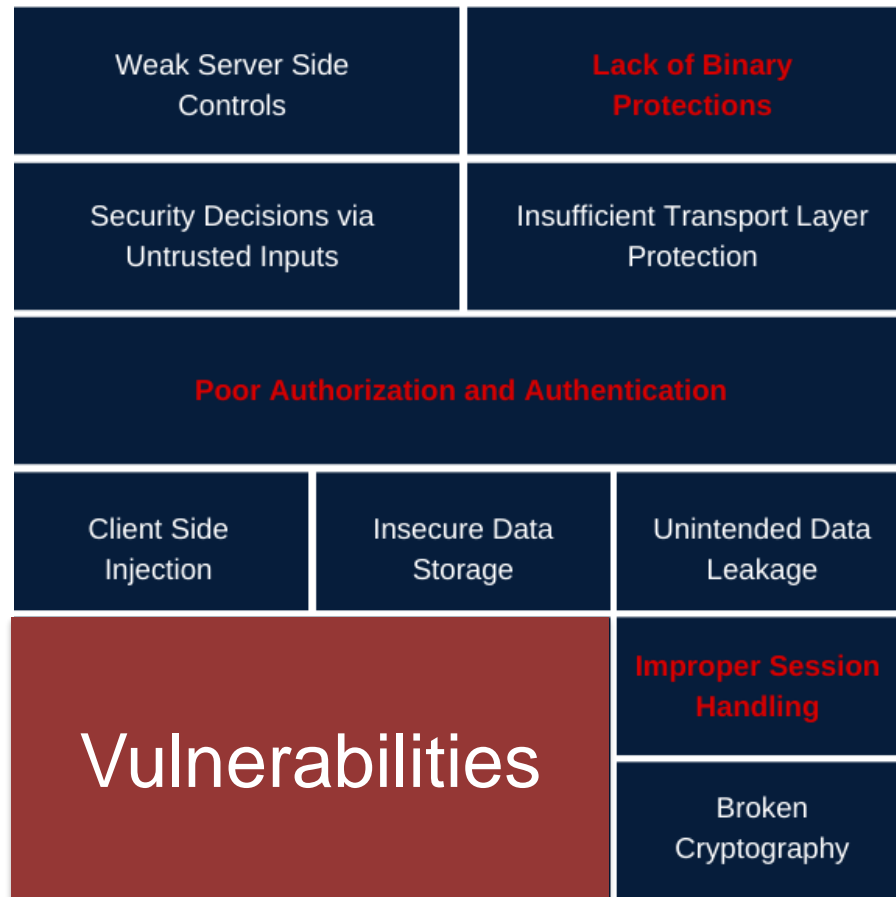 Weak Server Side
Controls
Lack of Binary
Protections
Security Decisions via
Untrusted Inputs
Insufficient Transport Layer
Protection
Poor Authorization and Authentication
Client Side
Injection
Insecure Data
Storage
Unintended Data
Leakage
Vulnerabilities
Improper Session
Handling
Broken
Cryptography